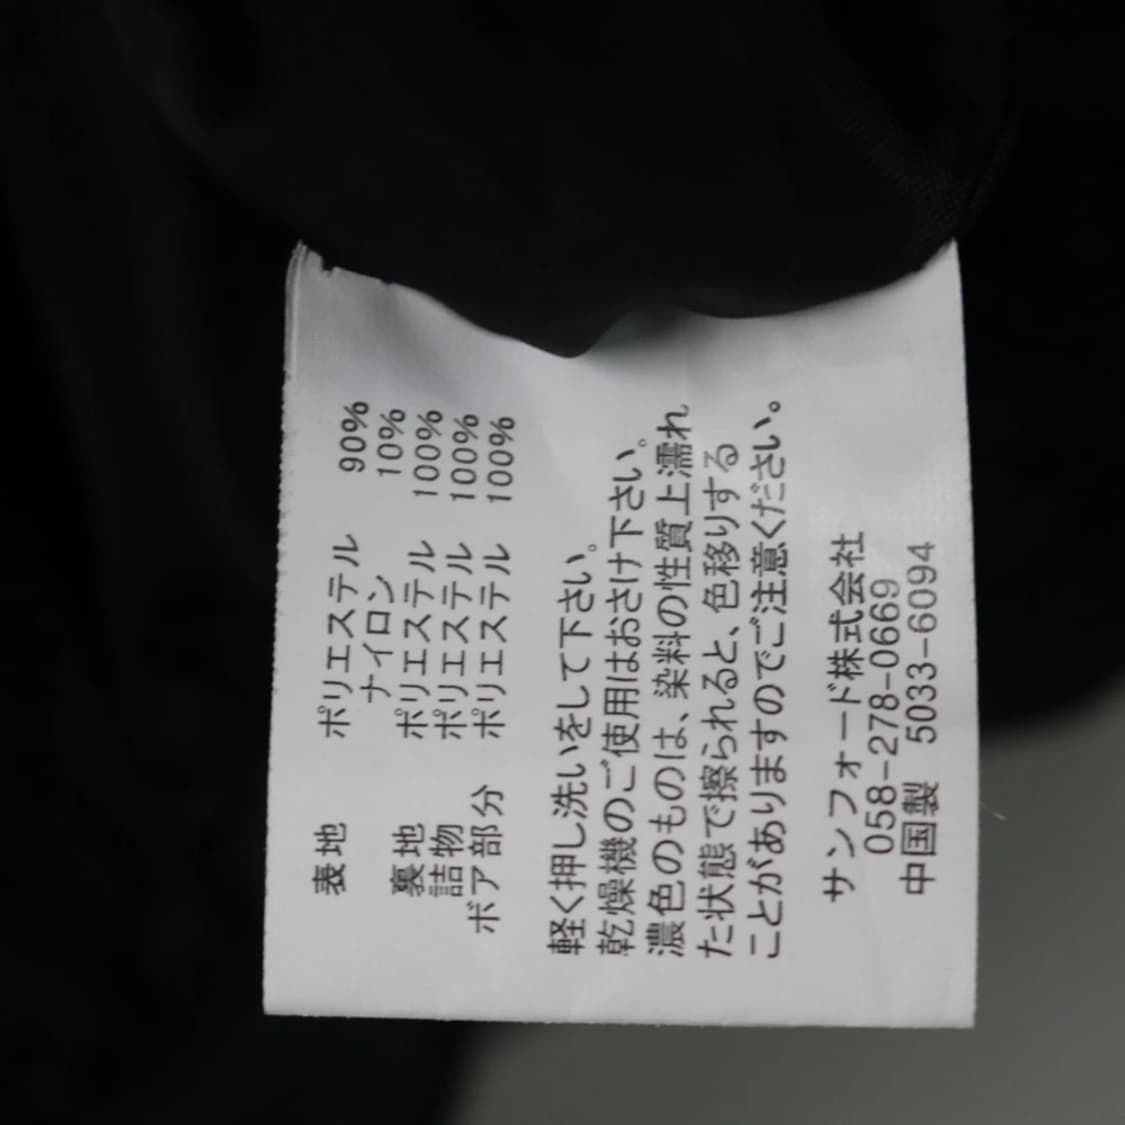 表地 ポリエステル 90%
ナイロン 10%
裏地 ポリエステル 100%
詰物 ポリエステル 100%
ボア部分 ポリエステル 100%
軽く押し洗いをして下さい。
乾燥機のご使用はおさけ下さい。
濃色のものは、染料の性質上濡れ
た状態で擦られると、色移りする
ことがありますのでご注意ください。
サンフォード株式会社
058-278-0669
中国製 5033-6094